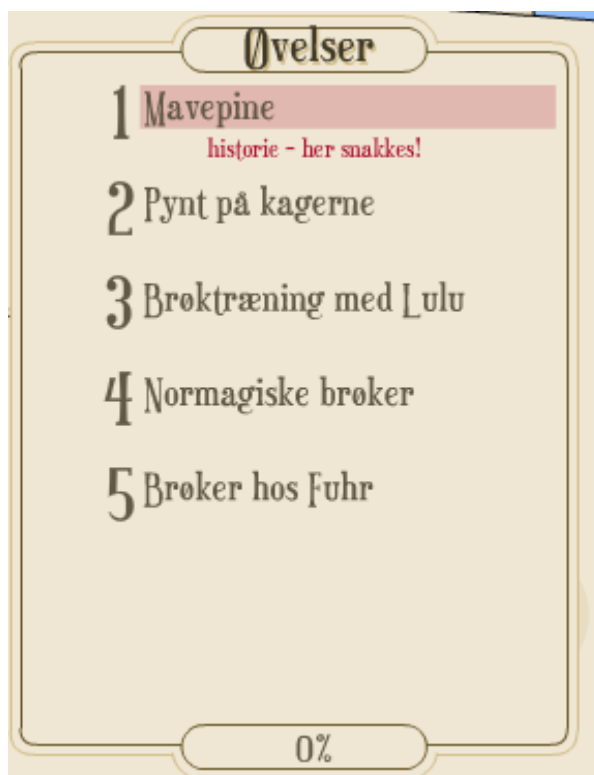 Øvelser
1 Mavepine
historie - her snakkes!
2 Pynt på kagerne
3 Brøktræning med Lulu
4 Normagiske brøker
5 Brøker hos Fuhr
0%